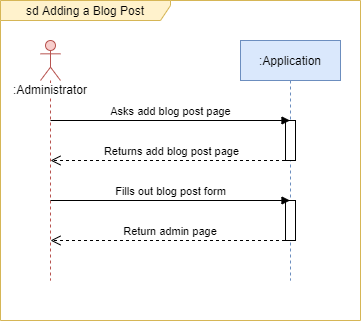 sd Adding a Blog Post
:Administrator
:Application
Asks add blog post page
Returns add blog post page
Fills out blog post form
Return admin page